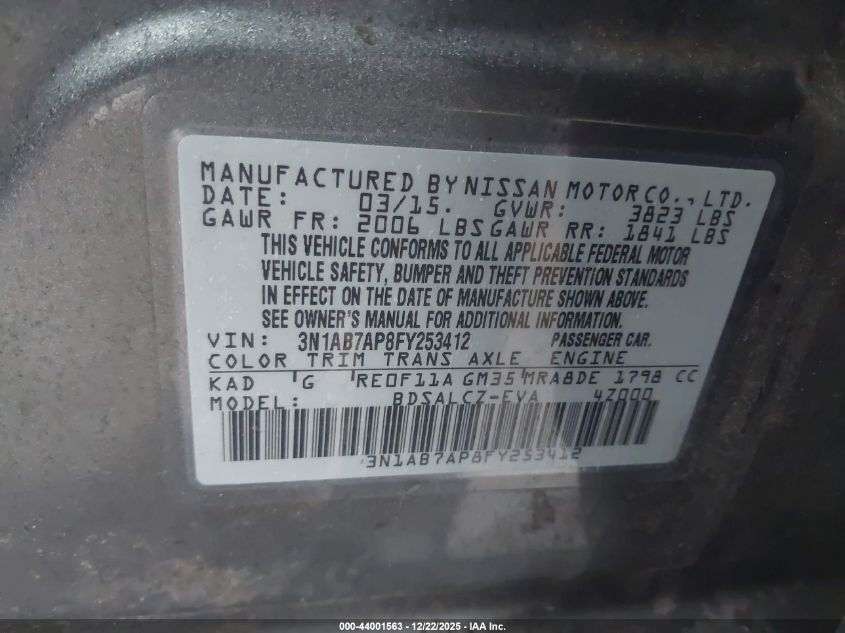 MANUFACTURED BY NISSAN MOTOR CO., LTD.
DATE: 03/15. GVWR: 3823 LBS
GAWR FR: 2006 LBS GAWR RR: 1841 LBS
THIS VEHICLE CONFORMS TO ALL APPLICABLE FEDERAL MOTOR
VEHICLE SAFETY, BUMPER AND THEFT PREVENTION STANDARDS
IN EFFECT ON THE DATE OF MANUFACTURE SHOWN ABOVE.
SEE OWNER'S MANUAL FOR ADDITIONAL INFORMATION.
VIN: 3N1AB7AP8FY253412 PASSENGER CAR.
COLOR TRIM TRANS AXLE ENGINE
KAD 'G 'RE0F11A GM35 'MRA8DE 1798 CC
MODEL: BDSALCZ-EVA 4Z000
3N1AB7AP8FY253412
000-44001563 - 12/22/2025 - IAA Inc.